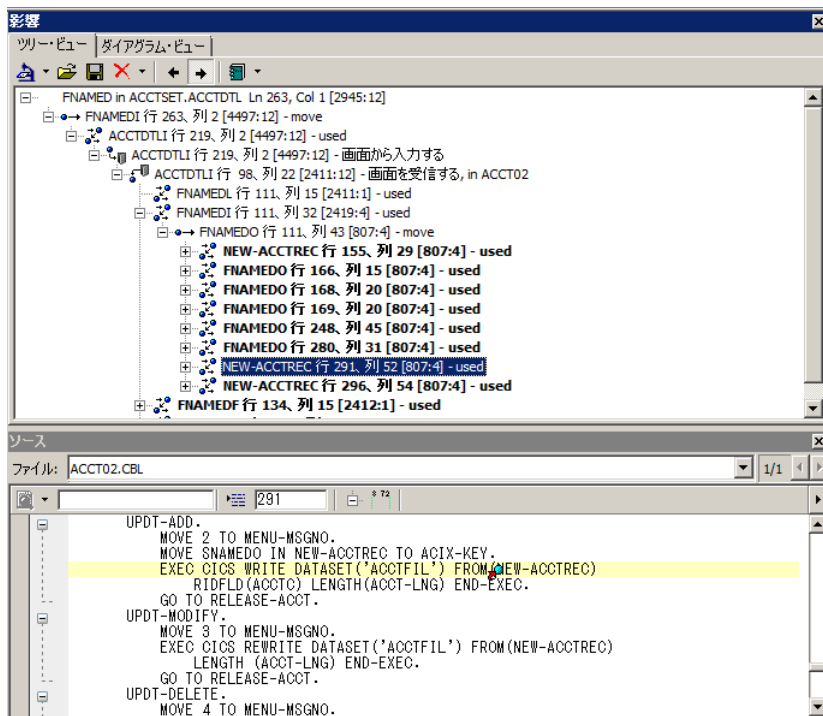 影響
ツリー・ビュー ダイアグラム・ビュー
FNAMED in ACCTSET.ACCTDTL Ln 263, Col 1 [2945:12]
FNAMEDI 行 263、列 2 [4497:12] - move
ACCTDTLI 行 219、列 2 [4497:12] - used
ACCTDTLI 行 219、列 2 [4497:12] - 画面から入力する
ACCTDTLI 行 98、列 22 [2411:12] - 画面を受信する, in ACCT02
FNAMEDL 行 111、列 15 [2411:1] - used
FNAMEDI 行 111、列 32 [2419:4] - used
FNAMEDO 行 111、列 43 [807:4] - move
NEW-ACCTREC 行 155、列 29 [807:4] - used
FNAMEDO 行 166、列 15 [807:4] - used
FNAMEDO 行 168、列 20 [807:4] - used
FNAMEDO 行 169、列 20 [807:4] - used
FNAMEDO 行 248、列 45 [807:4] - used
FNAMEDO 行 280、列 31 [807:4] - used
NEW-ACCTREC 行 291、列 52 [807:4] - used
NEW-ACCTREC 行 296、列 54 [807:4] - used
FNAMEDF 行 134、列 15 [2412:1] - used
ソース
ファイル: ACCT02.CBL 1/1
291 8 72
UPDT-ADD.
MOVE 2 TO MENU-MSGNO.
MOVE SNAMEDO IN NEW-ACCTREC TO ACIX-KEY.
EXEC CICS WRITE DATASET('ACCTFIL') FROM(NEW-ACCTREC)
RIDFLD(ACCTC) LENGTH(ACCT-LNG) END-EXEC.
GO TO RELEASE-ACCT.
UPDT-MODIFY.
MOVE 3 TO MENU-MSGNO.
EXEC CICS REWRITE DATASET('ACCTFIL') FROM(NEW-ACCTREC)
LENGTH (ACCT-LNG) END-EXEC.
GO TO RELEASE-ACCT.
UPDT-DELETE.
MOVE 4 TO MENU-MSGNO.